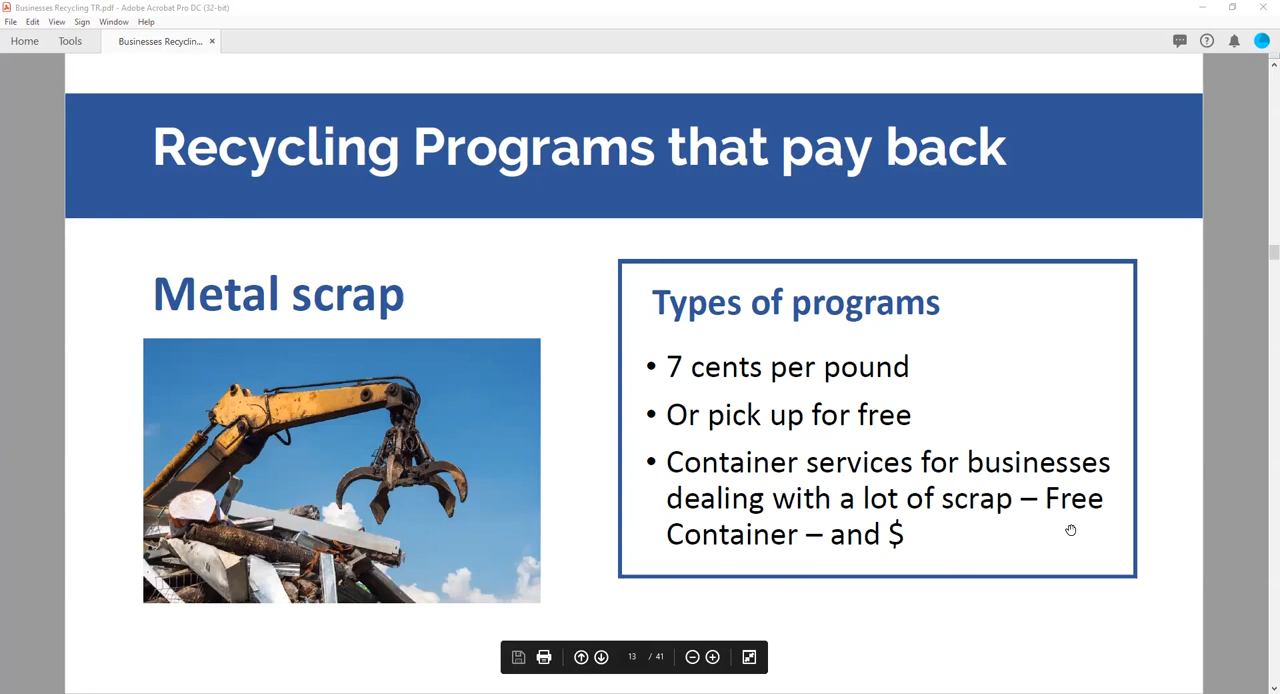 Businesses Recycling TR.pdf - Adobe Acrobat Pro DC (32-bit)
File Edit View Sign Window Help
Home Tools Businesses Recyclin... ×
Recycling Programs that pay back
Metal scrap
Types of programs
• 7 cents per pound
• Or pick up for free
• Container services for businesses
dealing with a lot of scrap – Free
Container – and $
13 / 41